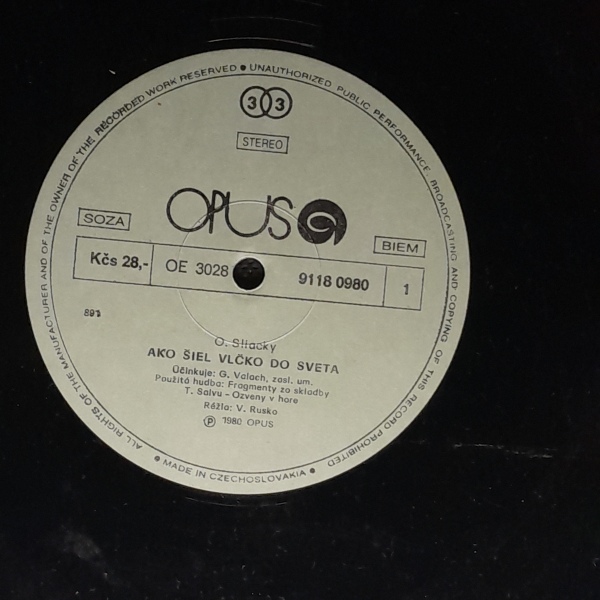 ALL RIGHTS OF THE MANUFACTURER AND OF THE OWNER OF THE RECORDED WORK RESERVED ● UNAUTHORIZED PUBLIC PERFORMANCE, BROADCASTING AND COPYING OF THIS RECORD PROHIBITED
33
STEREO
OPUS
SOZA
BIEM
Kčs 28,- OE 3028 9118 0980 1
O. Sliacky
AKO ŠIEL VLČKO DO SVETA
Účinkuje: G. Valach, zasl. um.
Použitá hudba: Fragmenty zo skladby
T. Salvu - Ozveny v hore
Réžia: V. Rusko
Ⓟ 1980 OPUS
● MADE IN CZECHOSLOVAKIA ●